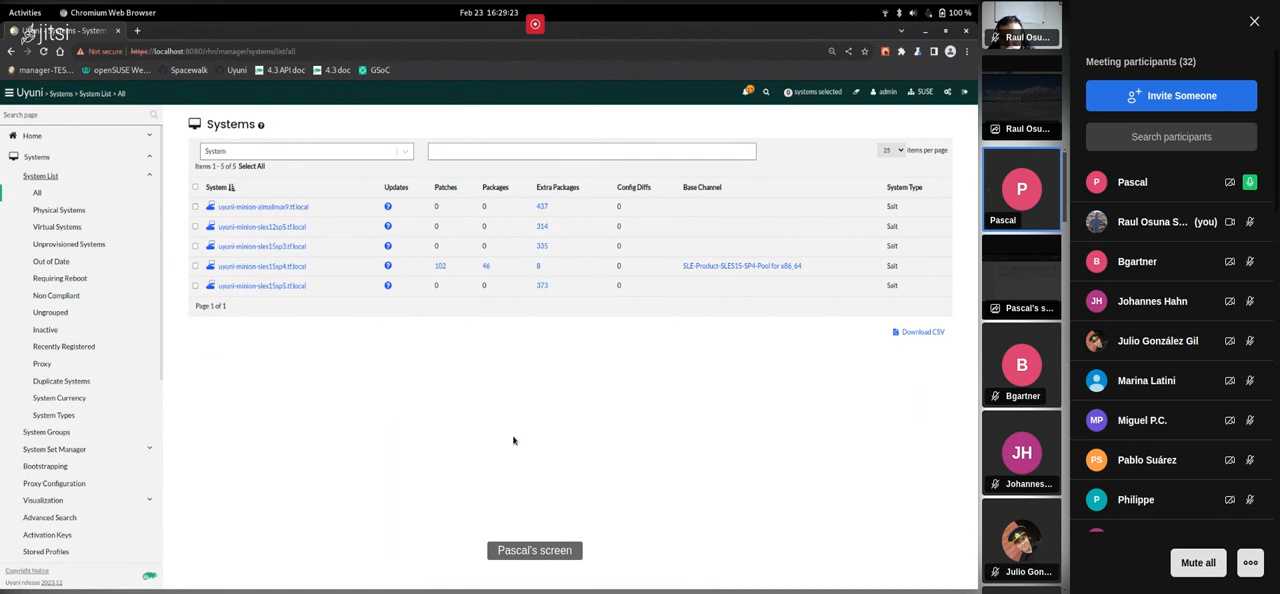 Activities
Chromium Web Browser
Feb 23 16:29:23
100 %
jitsi
Uyuni - Systems - System
Not secure
https://localhost:8080/rhn/manager/systems/list/all
manager-TES...
openSUSE We...
Spacewalk
Uyuni
4.3 API doc
4.3 doc
GSoC
Uyuni > Systems > System List > All
0 systems selected
admin
SUSE
Search page
Home
Systems
System List
All
Physical Systems
Virtual Systems
Unprovisioned Systems
Out of Date
Requiring Reboot
Non Compliant
Ungrouped
Inactive
Recently Registered
Proxy
Duplicate Systems
System Currency
System Types
System Groups
System Set Manager
Bootstrapping
Proxy Configuration
Visualization
Advanced Search
Activation Keys
Stored Profiles
Copyright Notice
Uyuni release 2023.12
Systems
System
25 items per page
Items 1 - 5 of 5 Select All
System Updates Patches Packages Extra Packages Config Diffs Base Channel System Type
uyuni-minion-almalinux9.tf.local 0 0 437 0 Salt
uyuni-minion-sles12sp5.tf.local 0 0 314 0 Salt
uyuni-minion-sles15sp3.tf.local 0 0 335 0 Salt
uyuni-minion-sles15sp4.tf.local 102 46 8 0 SLE-Product-SLES15-SP4-Pool for x86_64 Salt
uyuni-minion-sles15sp5.tf.local 0 0 373 0 Salt
Page 1 of 1
Download CSV
Pascal's screen
Raul Osu...
Raul Osu...
P
Pascal
Pascal's s...
B
Bgartner
JH
Johannes...
Julio Gon...
Meeting participants (32)
Invite Someone
Search participants
P Pascal
Raul Osuna S... (you)
B Bgartner
JH Johannes Hahn
Julio González Gil
Marina Latini
MP Miguel P.C.
PS Pablo Suárez
P Philippe
Mute all